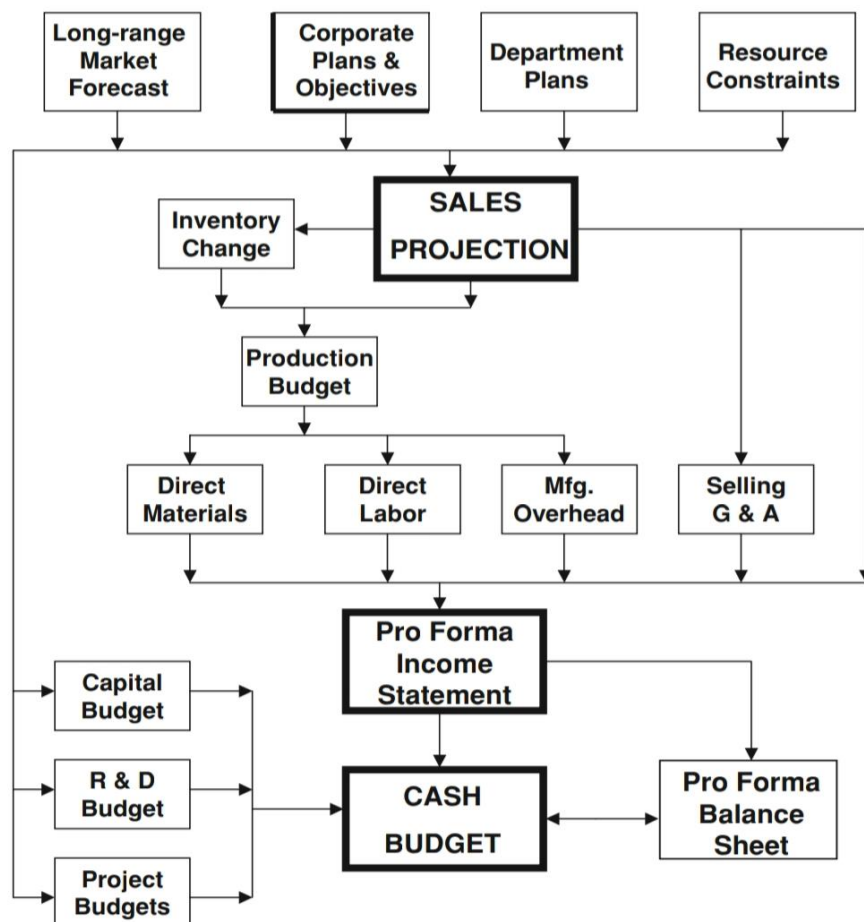 Long-range
Market
Forecast
Corporate
Plans &
Objectives
Department
Plans
Resource
Constraints
SALES
PROJECTION
Inventory
Change
Production
Budget
Direct
Materials
Direct
Labor
Mfg.
Overhead
Selling
G & A
Pro Forma
Income
Statement
Capital
Budget
R & D
Budget
Project
Budgets
CASH
BUDGET
Pro Forma
Balance
Sheet